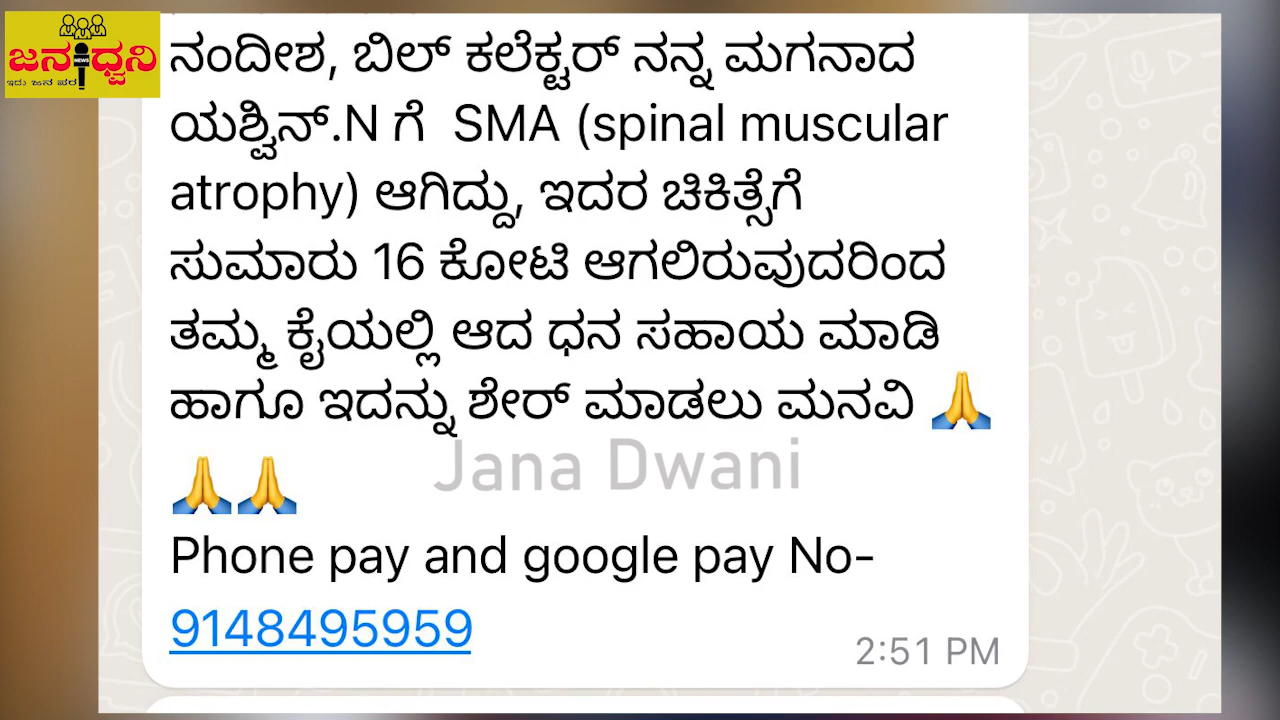 ಜನಧ್ವನಿ
NEWS
ನಂದೀಶ, ಬಿಲ್ ಕಲೆಕ್ಟರ್ ನನ್ನ ಮಗನಾದ
ಯಶ್ವಿನ್.N ಗೆ SMA (spinal muscular
atrophy) ಆಗಿದ್ದು, ಇದರ ಚಿಕಿತ್ಸೆಗೆ
ಸುಮಾರು 16 ಕೋಟಿ ಆಗಲಿರುವುದರಿಂದ
ತಮ್ಮ ಕೈಯಲ್ಲಿ ಆದ ಧನ ಸಹಾಯ ಮಾಡಿ
ಹಾಗೂ ಇದನ್ನು ಶೇರ್ ಮಾಡಲು ಮನವಿ 🙏
🙏🙏
Jana Dwani
Phone pay and google pay No-
9148495959
2:51 PM